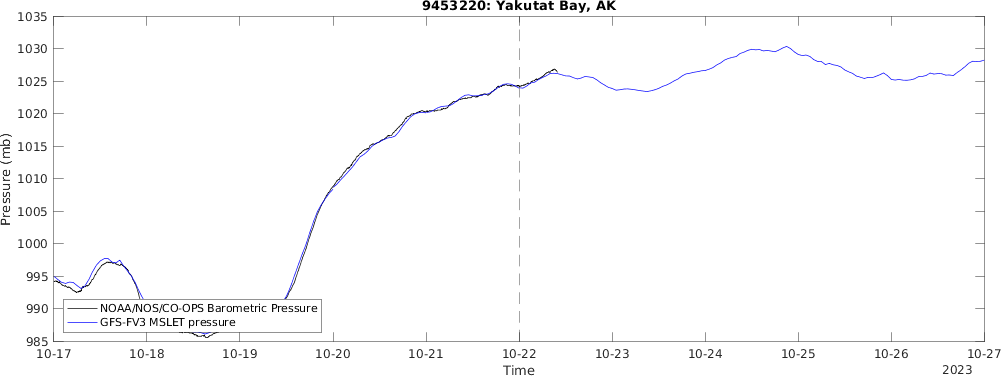 9453220: Yakutat Bay, AK
Pressure (mb)
1035
1030
1025
1020
1015
1010
1005
1000
995
990
985
NOAA/NOS/CO-OPS Barometric Pressure
GFS-FV3 MSLET pressure
10-17 10-18 10-19 10-20 10-21 10-22 10-23 10-24 10-25 10-26 10-27
Time
2023